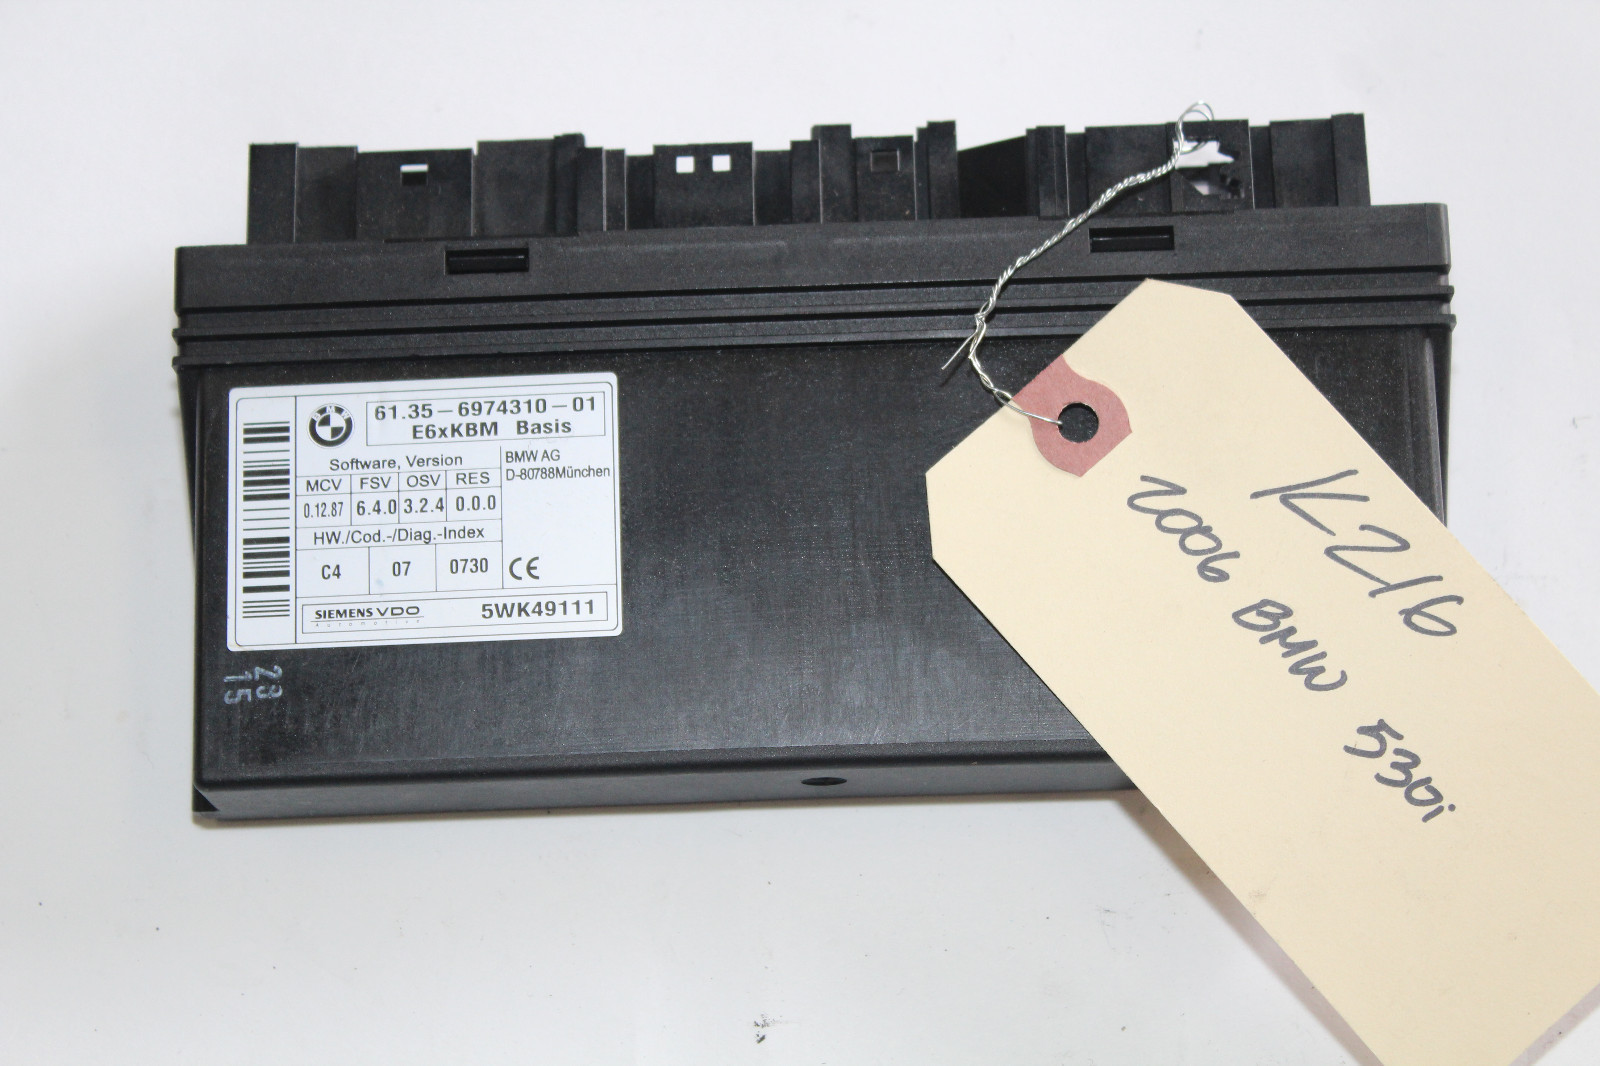 BMW
61.35-6974310-01
E6xKBM Basis
Software, Version
MCV FSV OSV RES
0.12.87 6.4.0 3.2.4 0.0.0
HW./Cod.-/Diag.-Index
C4 07 0730
BMW AG
D-80788München
CE
SIEMENS VDO
Automotive
5WK49111
23
15
K216
2006 BMW 530i